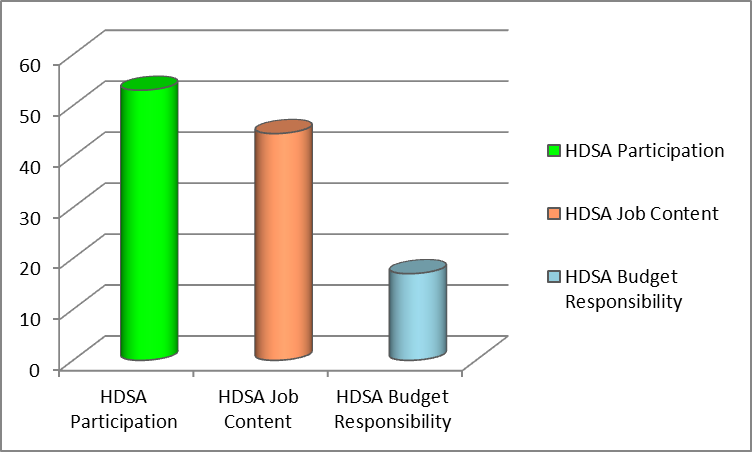 60
50
40
30
20
10
0
HDSA
Participation
HDSA Job
Content
HDSA Budget
Responsibility
HDSA Participation
HDSA Job Content
HDSA Budget
Responsibility